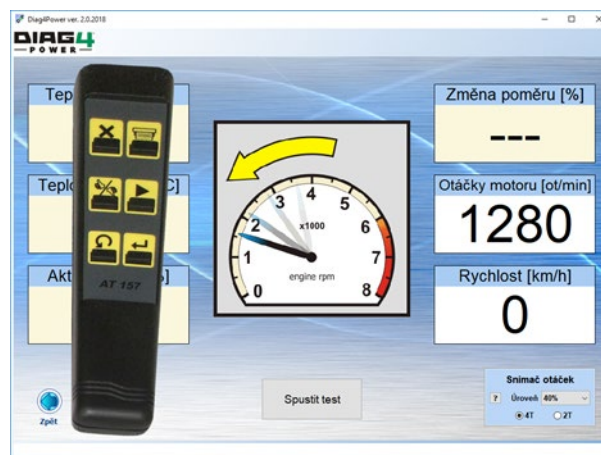 Diag4Power ver. 2.0.2018
DIAG4
POWER
Tep
Změna poměru [%]
---
Teplo
C]
Otáčky motoru [ot/min]
1280
Akt
%]
Rychlost [km/h]
0
0
1
2
3
4
5
6
7
8
x1000
engine rpm
AT 157
Zpět
Spustit test
Snímač otáček
?
Úroveň
40%
4T
2T